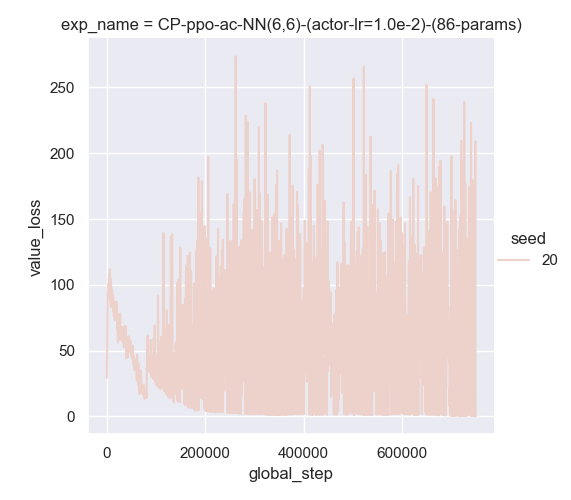 exp_name = CP-ppo-ac-NN(6,6)-(actor-lr=1.0e-2)-(86-params)
250
200
150
100
50
0
value_loss
0 200000 400000 600000
global_step
seed
20